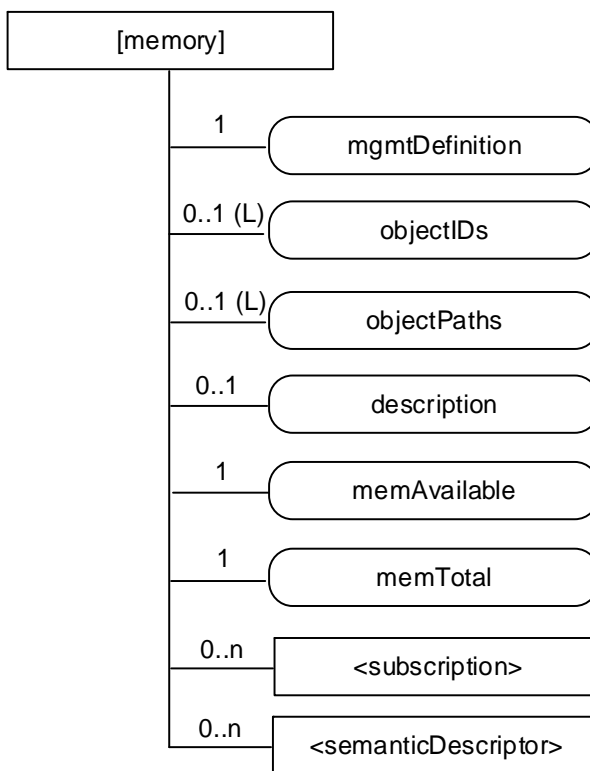 [memory]
1
mgmtDefinition
0..1 (L)
objectIDs
0..1 (L)
objectPaths
0..1
description
1
memAvailable
1
memTotal
0..n
<subscription>
0..n
<semanticDescriptor>